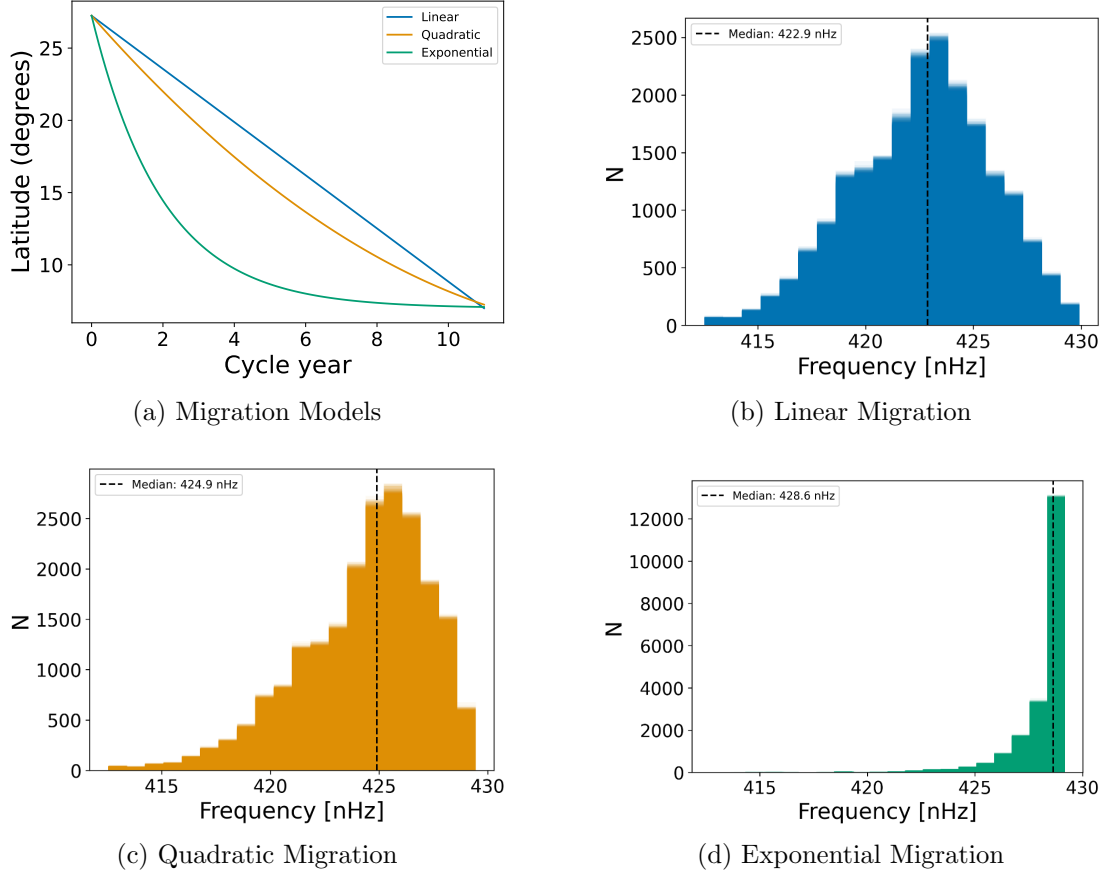 Linear
Quadratic
Exponential
25
20
15
10
0 2 4 6 8 10
Latitude (degrees)
Cycle year
(a) Migration Models
Median: 422.9 nHz
2500
2000
1500
1000
500
0
415 420 425 430
N
Frequency [nHz]
(b) Linear Migration
Median: 424.9 nHz
2500
2000
1500
1000
500
0
415 420 425 430
N
Frequency [nHz]
(c) Quadratic Migration
Median: 428.6 nHz
12000
10000
8000
6000
4000
2000
0
415 420 425 430
N
Frequency [nHz]
(d) Exponential Migration